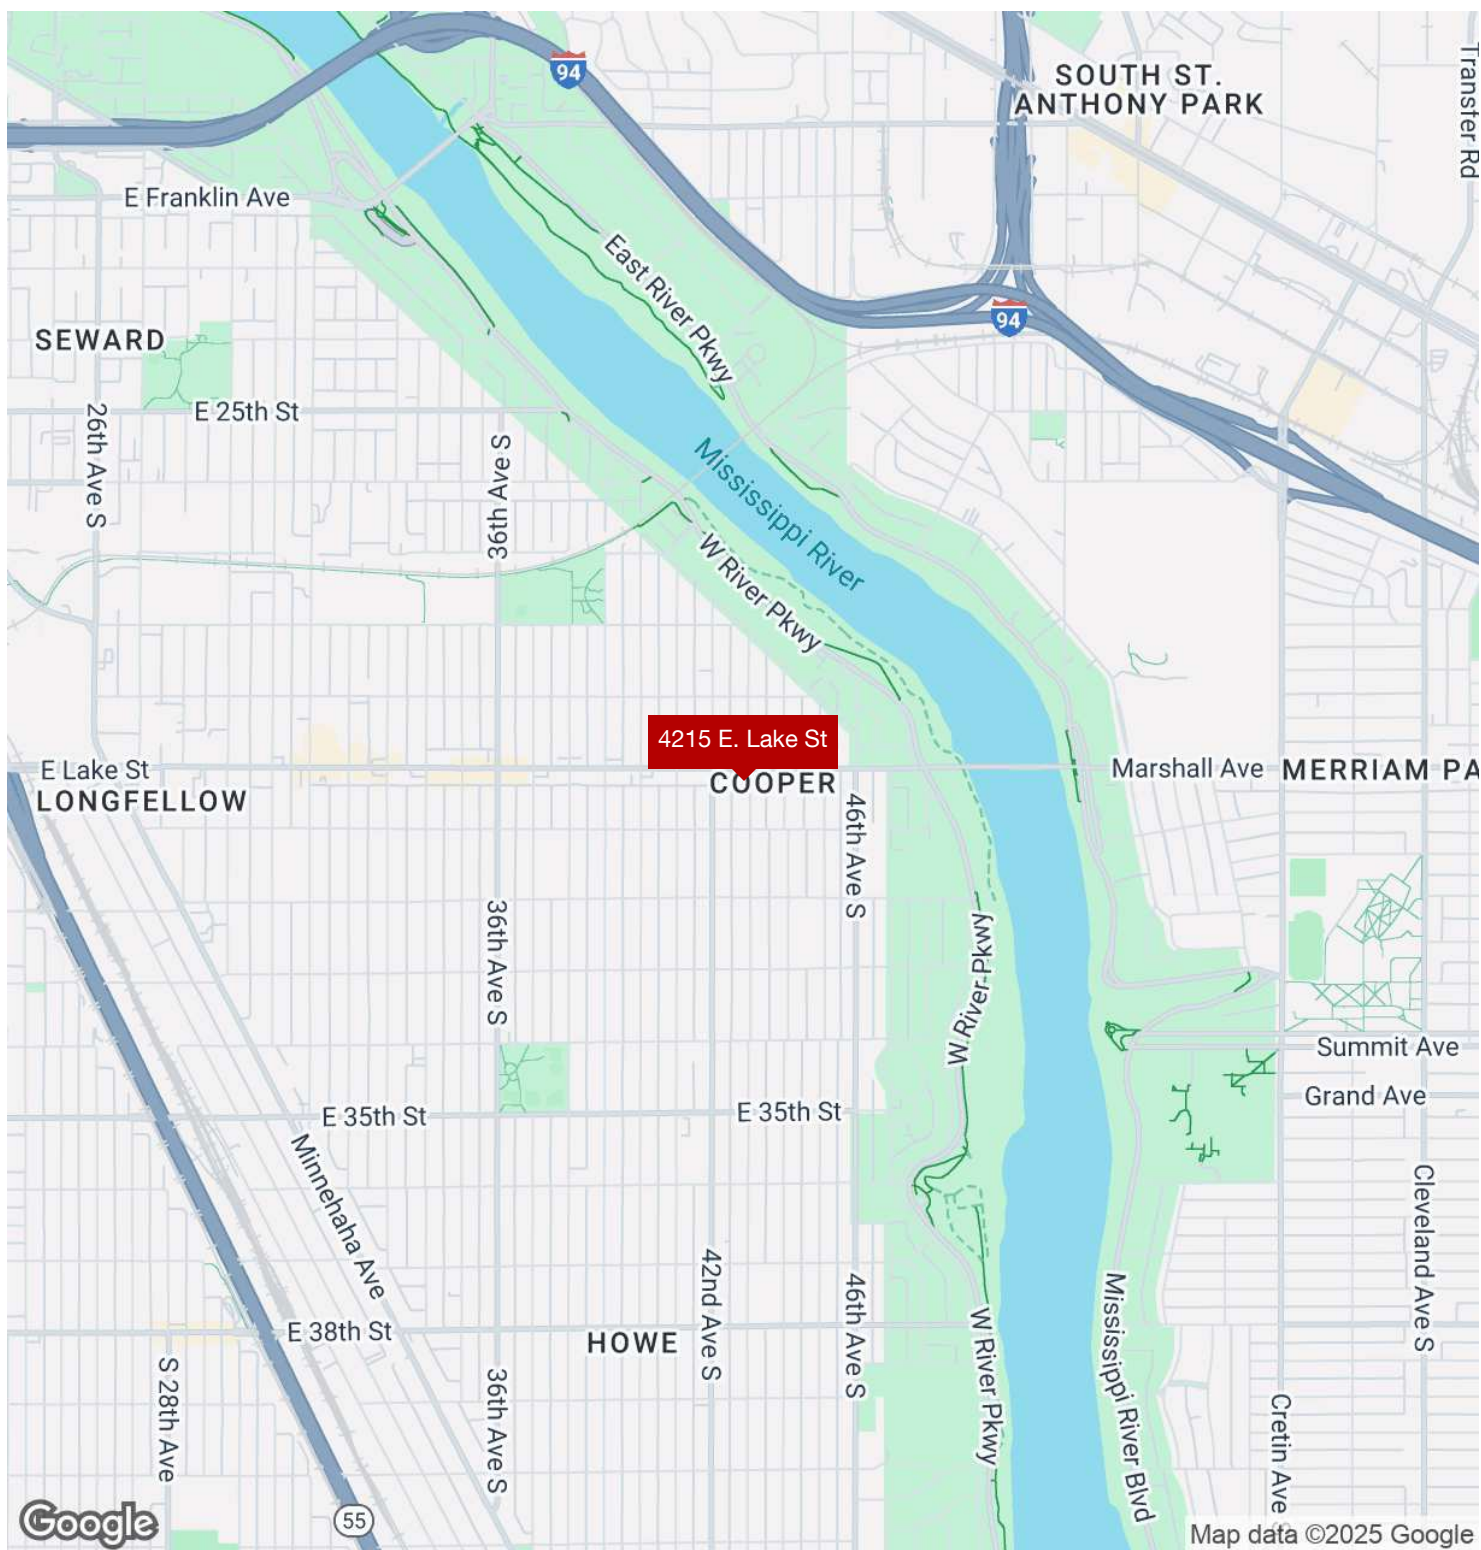 94
SOUTH ST.
ANTHONY PARK
Transfer Rd
E Franklin Ave
East River Pkwy
94
SEWARD
26th Ave S
E 25th St
36th Ave S
Mississippi River
W River Pkwy
4215 E. Lake St
E Lake St
LONGFELLOW
COOPER
Marshall Ave
MERRIAM PA
46th Ave S
36th Ave S
W River Pkwy
Summit Ave
Grand Ave
E 35th St
E 35th St
Minnehaha Ave
Cleveland Ave S
42nd Ave S
46th Ave S
Mississippi River Blvd
E 38th St
HOWE
W River Pkwy
S 28th Ave
36th Ave S
Cretin Ave S
Google
55
Map data ©2025 Google